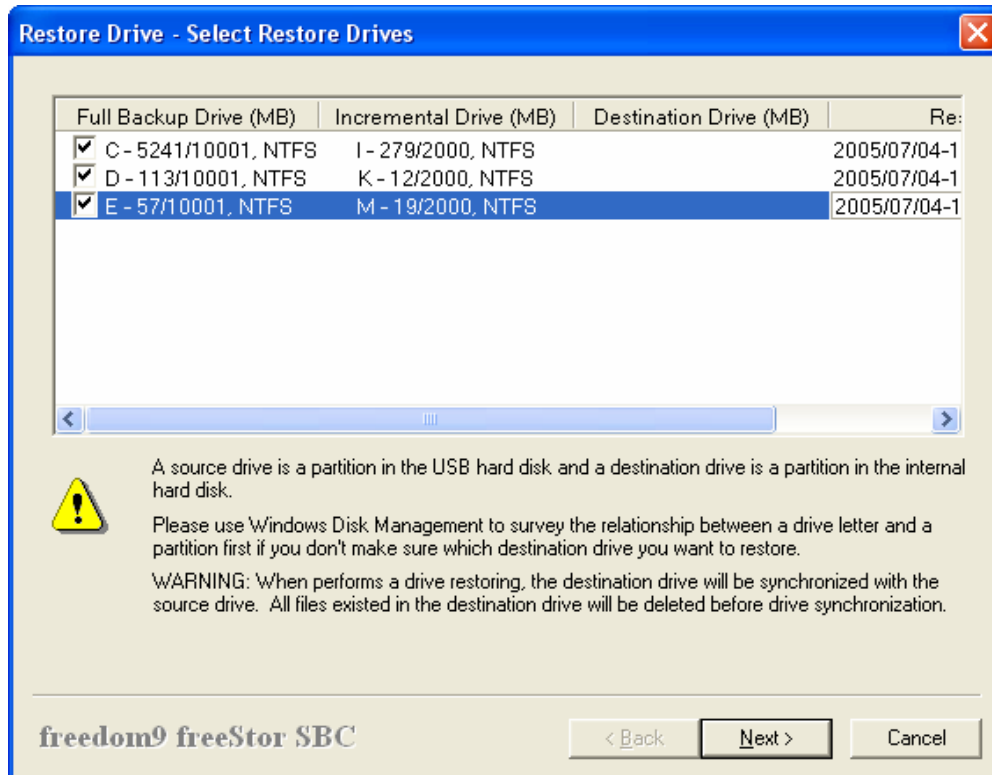 Restore Drive - Select Restore Drives
Full Backup Drive (MB) Incremental Drive (MB) Destination Drive (MB) Re
C - 5241/10001, NTFS I - 279/2000, NTFS 2005/07/04-1
D - 113/10001, NTFS K - 12/2000, NTFS 2005/07/04-1
E - 57/10001, NTFS M - 19/2000, NTFS 2005/07/04-1
A source drive is a partition in the USB hard disk and a destination drive is a partition in the internal
hard disk.
Please use Windows Disk Management to survey the relationship between a drive letter and a
partition first if you don't make sure which destination drive you want to restore.
WARNING: When performs a drive restoring, the destination drive will be synchronized with the
source drive. All files existed in the destination drive will be deleted before drive synchronization.
freedom9 freeStor SBC < Back Next > Cancel